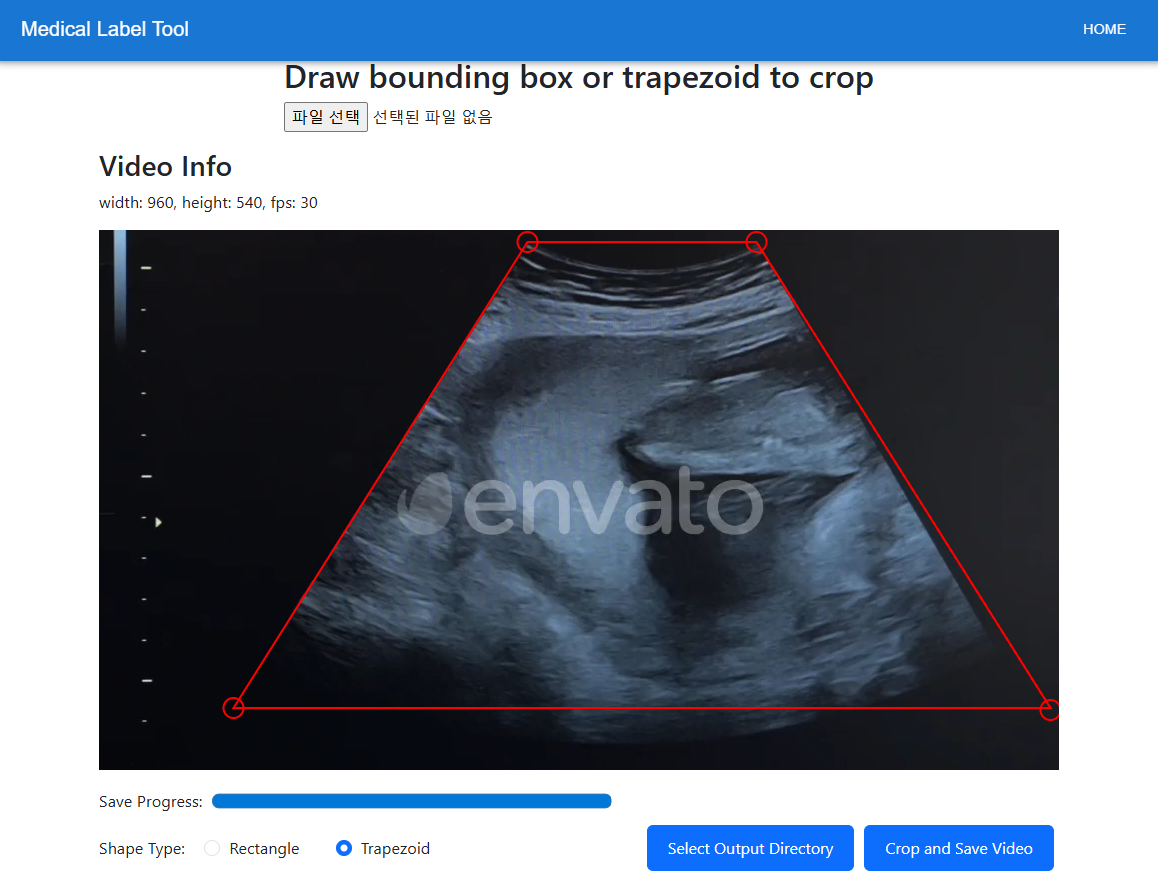 Medical Label Tool
HOME
Draw bounding box or trapezoid to crop
파일 선택 선택된 파일 없음
Video Info
width: 960, height: 540, fps: 30
envato
Save Progress:
Shape Type: Rectangle Trapezoid
Select Output Directory Crop and Save Video